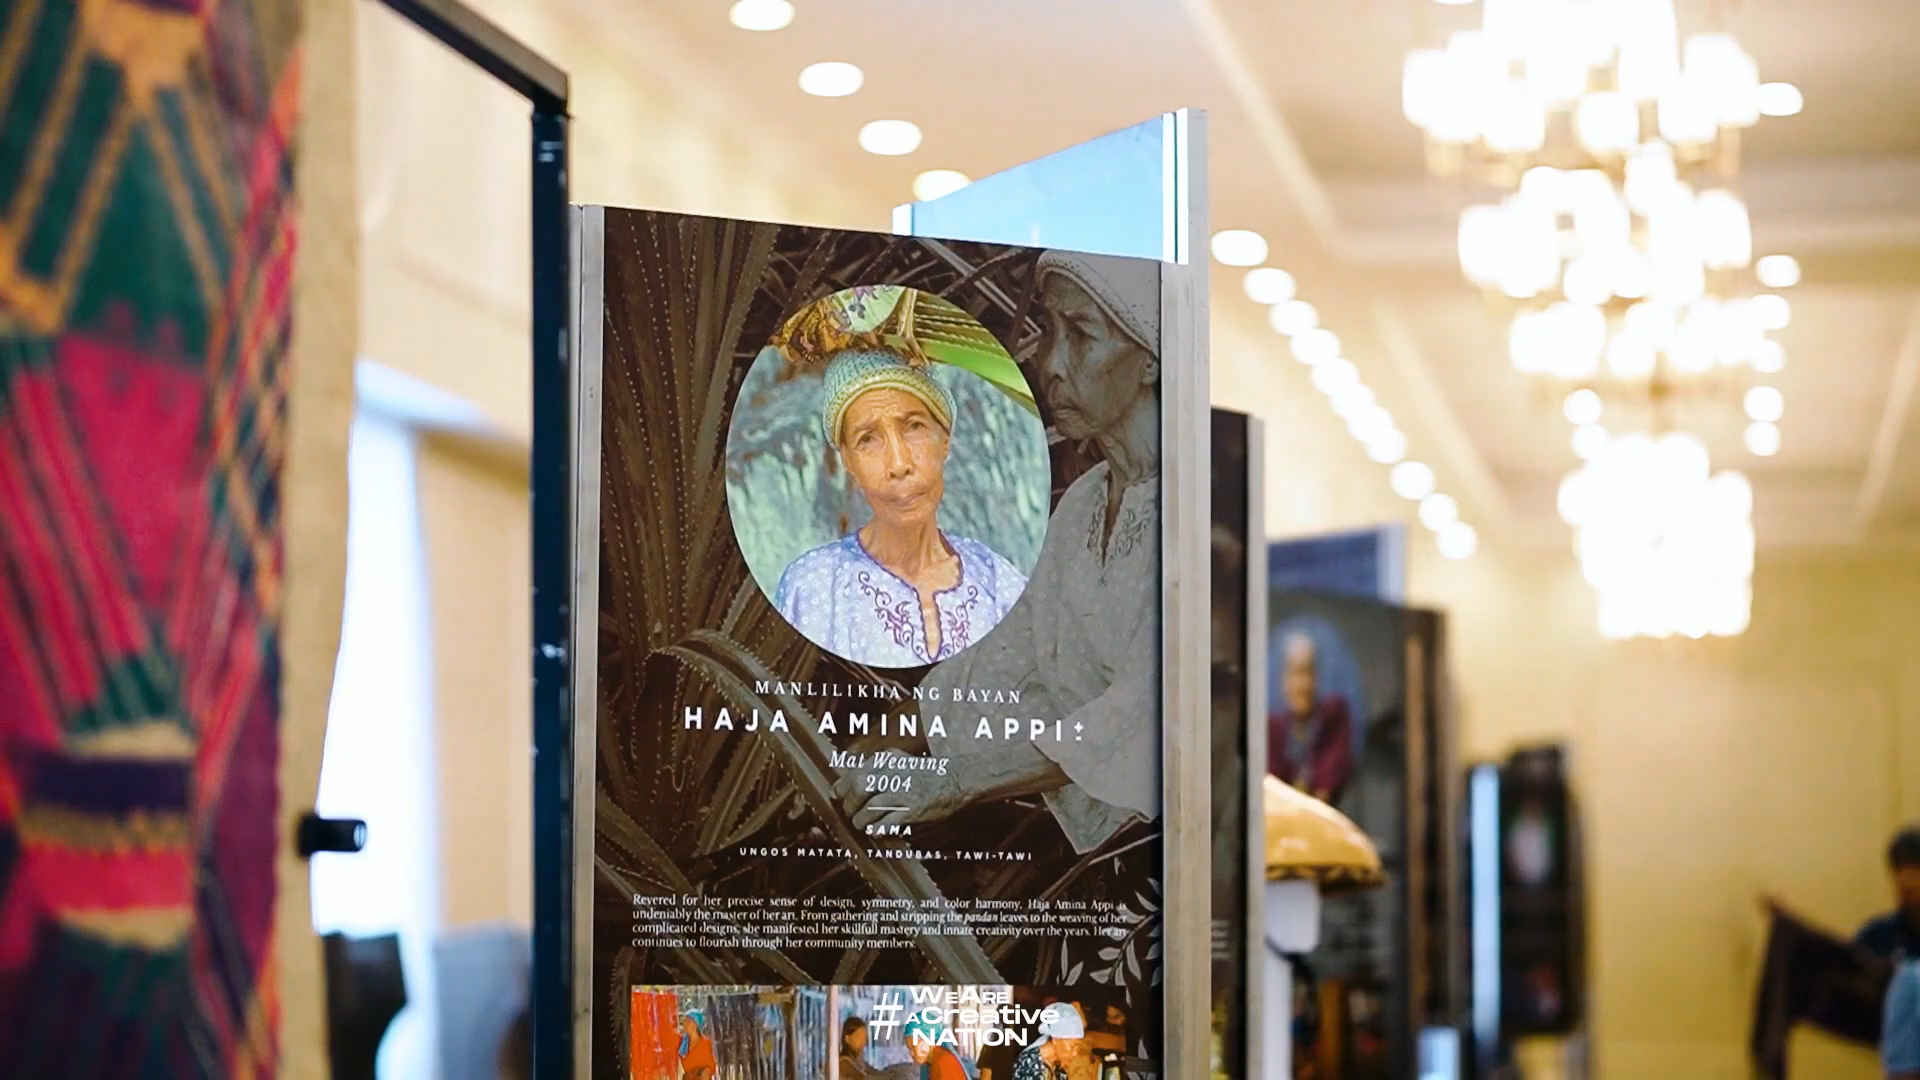 MANLILIKHA NG BAYAN
HAJA AMINA APPI ±
Mat Weaving
2004
SAMA
UNGOS MATATA, TANDUBAS, TAWI-TAWI
Revered for her precise sense of design, symmetry, and color harmony, Haja Amina Appi is
undeniably the master of her art. From gathering and stripping the pandan leaves to the weaving of her
complicated designs, she manifested her skillfull mastery and innate creativity over the years. Her art
continues to flourish through her community members.
# WeARE
ACreative
NATION